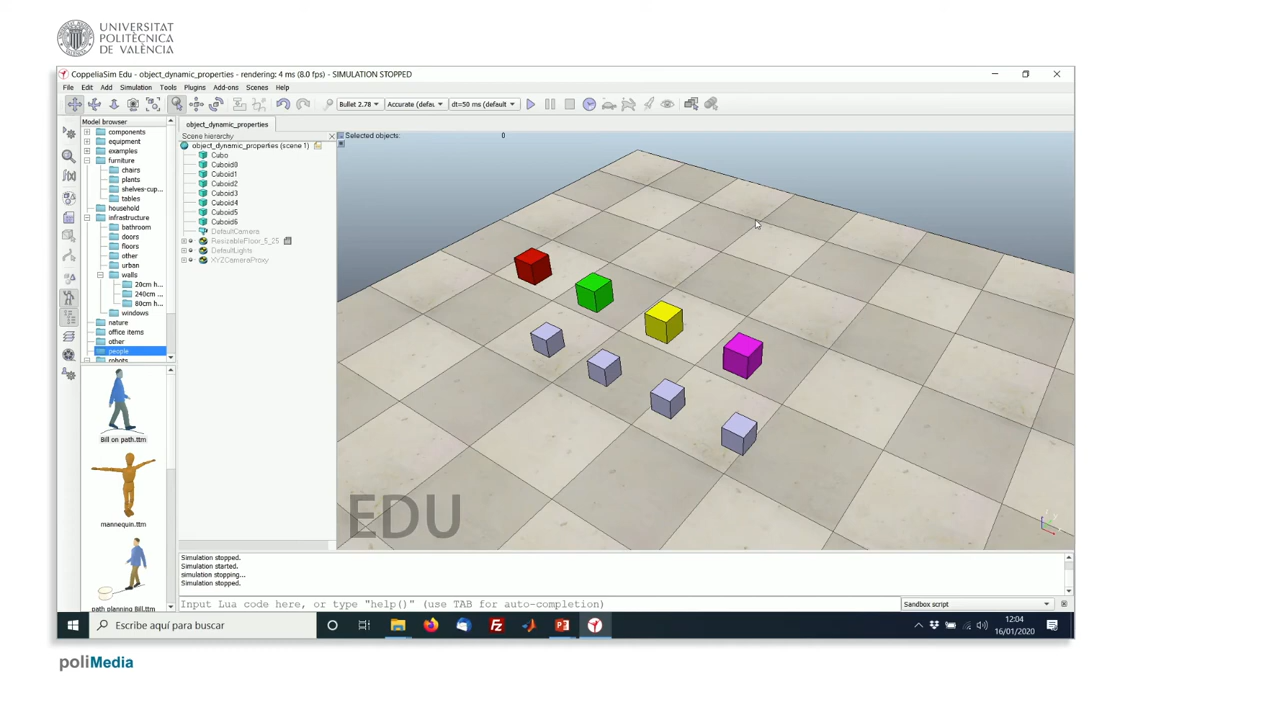 UNIVERSITAT
POLITÈCNICA
DE VALÈNCIA
CoppeliaSim Edu - object_dynamic_properties - rendering: 4 ms (8.0 fps) - SIMULATION STOPPED
File Edit Add Simulation Tools Plugins Add-ons Scenes Help
Bullet 2.78 Accurate (defau dt=50 ms (default
Model browser
components
equipment
examples
furniture
chairs
plants
shelves-cup...
tables
household
infrastructure
bathroom
doors
floors
other
urban
walls
20cm h...
240cm ...
80cm h...
windows
nature
office items
other
people
robots
Bill on path.ttm
mannequin.ttm
path planning Bill.ttm
object_dynamic_properties
Scene hierarchy
object_dynamic_properties (scene 1)
Cubo
Cuboid0
Cuboid1
Cuboid2
Cuboid3
Cuboid4
Cuboid5
Cuboid6
DefaultCamera
ResizableFloor_5_25
DefaultLights
XYZCameraProxy
Selected objects: 0
EDU
Simulation stopped.
Simulation started.
simulation stopping...
Simulation stopped.
Input Lua code here, or type "help()" (use TAB for auto-completion)
Sandbox script
Escribe aquí para buscar
12:04
16/01/2020
poliMedia